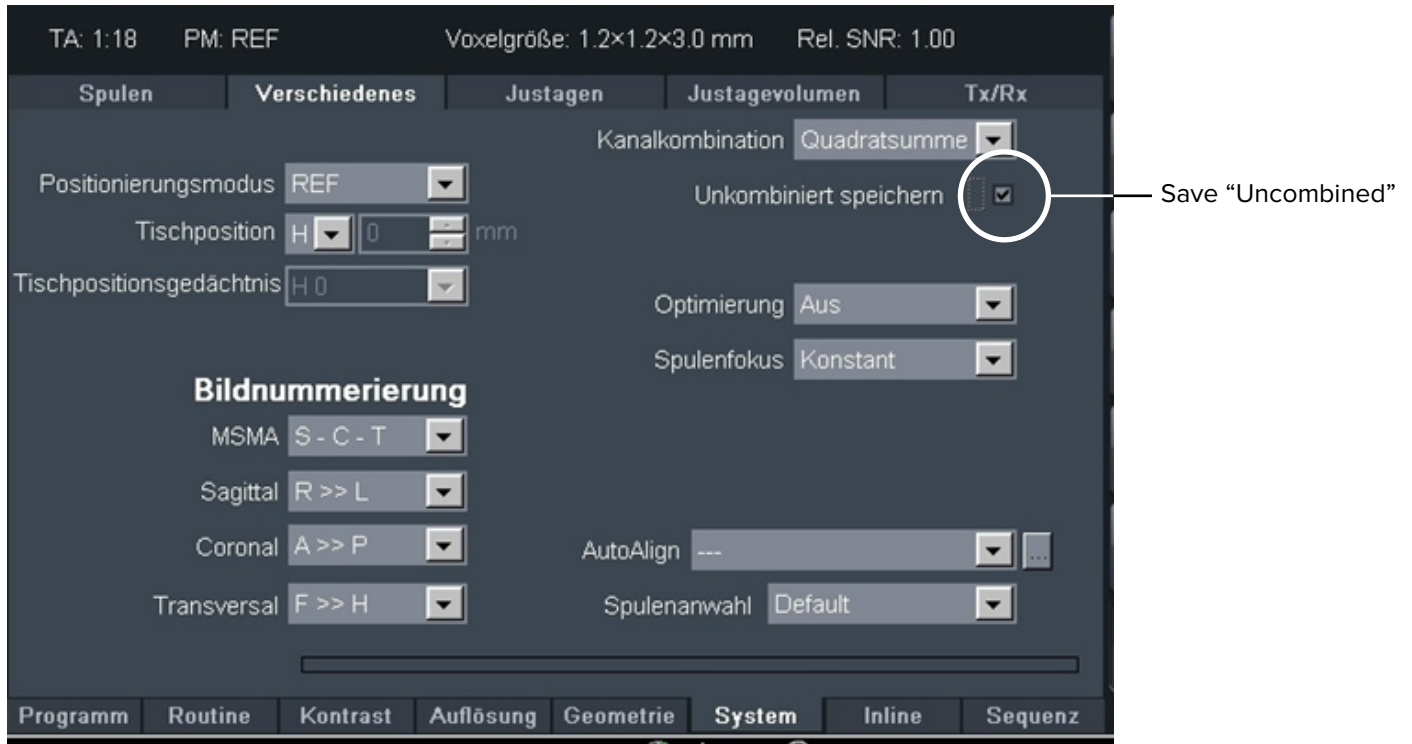 TA: 1:18 PM: REF Voxelgröße: 1.2×1.2×3.0 mm Rel. SNR: 1.00
Spulen Verschiedenes Justagen Justagevolumen Tx/Rx
Kanalkombination Quadratsumme
Positionierungsmodus REF
Unkombiniert speichern
Save “Uncombined”
Tischposition H 0 mm
Tischpositionsgedächtnis H 0
Optimierung Aus
Spulenfokus Konstant
Bildnummerierung
MSMA S - C - T
Sagittal R >> L
Coronal A >> P
AutoAlign --- ...
Transversal F >> H
Spulenanwahl Default
Programm Routine Kontrast Auflösung Geometrie System Inline Sequenz